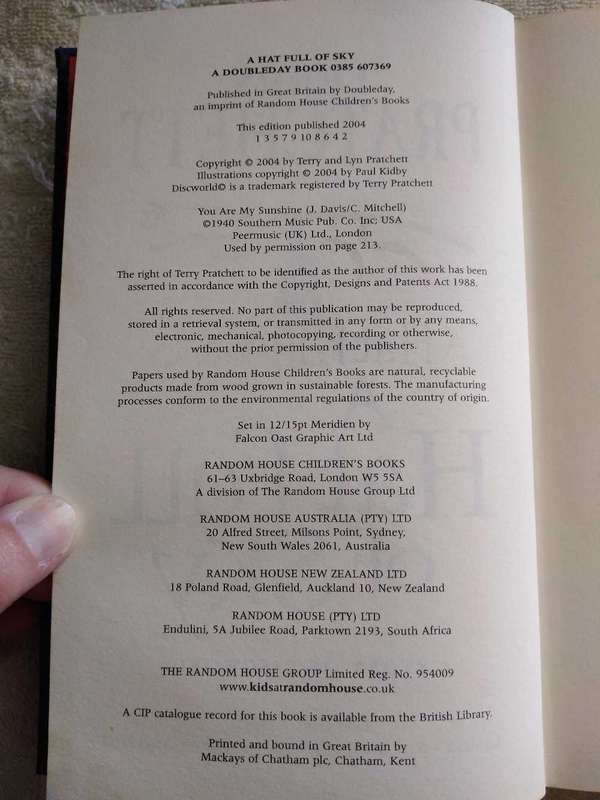 A HAT FULL OF SKY
A DOUBLEDAY BOOK 0385 607369
Published in Great Britain by Doubleday,
an imprint of Random House Children's Books
This edition published 2004
1 3 5 7 9 10 8 6 4 2
Copyright © 2004 by Terry and Lyn Pratchett
Illustrations copyright © 2004 by Paul Kidby
Discworld© is a trademark registered by Terry Pratchett
You Are My Sunshine (J. Davis/C. Mitchell)
©1940 Southern Music Pub. Co. Inc; USA
Peermusic (UK) Ltd., London
Used by permission on page 213.
The right of Terry Pratchett to be identified as the author of this work has been
asserted in accordance with the Copyright, Designs and Patents Act 1988.
All rights reserved. No part of this publication may be reproduced,
stored in a retrieval system, or transmitted in any form or by any means,
electronic, mechanical, photocopying, recording or otherwise,
without the prior permission of the publishers.
Papers used by Random House Children's Books are natural, recyclable
products made from wood grown in sustainable forests. The manufacturing
processes conform to the environmental regulations of the country of origin.
Set in 12/15pt Meridien by
Falcon Oast Graphic Art Ltd
RANDOM HOUSE CHILDREN'S BOOKS
61–63 Uxbridge Road, London W5 5SA
A division of The Random House Group Ltd
RANDOM HOUSE AUSTRALIA (PTY) LTD
20 Alfred Street, Milsons Point, Sydney,
New South Wales 2061, Australia
RANDOM HOUSE NEW ZEALAND LTD
18 Poland Road, Glenfield, Auckland 10, New Zealand
RANDOM HOUSE (PTY) LTD
Endulini, 5A Jubilee Road, Parktown 2193, South Africa
THE RANDOM HOUSE GROUP Limited Reg. No. 954009
www.kidsatrandomhouse.co.uk
A CIP catalogue record for this book is available from the British Library.
Printed and bound in Great Britain by
Mackays of Chatham plc, Chatham, Kent